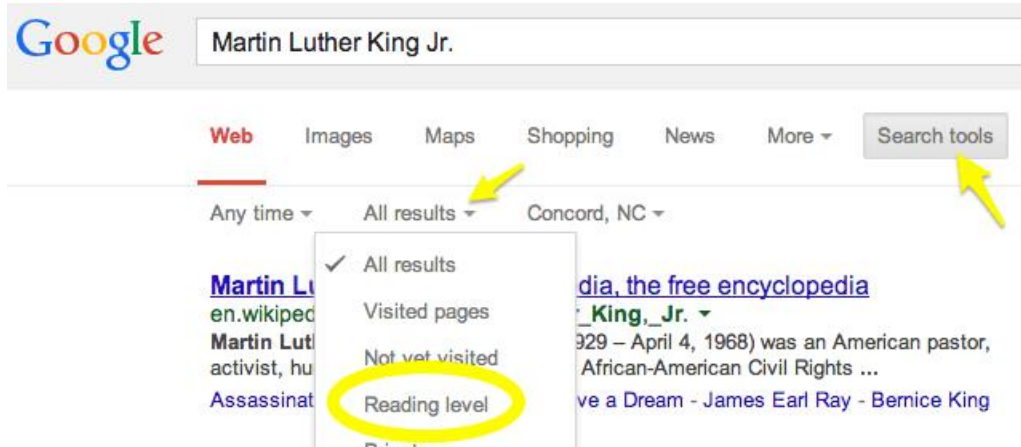 Google Martin Luther King Jr.
Web Images Maps Shopping News More Search tools
Any time All results Concord, NC
All results
Martin Lu dia, the free encyclopedia
en.wikiped Visited pages _King,_Jr.
Martin Lut 929 – April 4, 1968) was an American pastor,
Not yet visited
activist, hu African-American Civil Rights ...
Assassinat Reading level ve a Dream - James Earl Ray - Bernice King